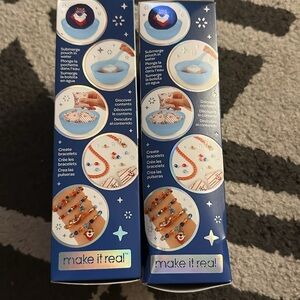 Submerge
pouch in
water
Plonge la
pochette
dans l'eau
Sumerge
la bolsita
en agua
Discover
contents
Découvre
le contenu
Descubre
el contenido
Create
bracelets
Crée les
bracelets
Crea las
pulseras
make it real
Submerge
pouch in
water
Plonge la
pochette
dans l'eau
Sumerge
la bolsita
en agua
Discover
contents
Découvre
le contenu
Descubre
el contenido
Create
bracelets
Crée les
bracelets
Crea las
pulseras
make it real